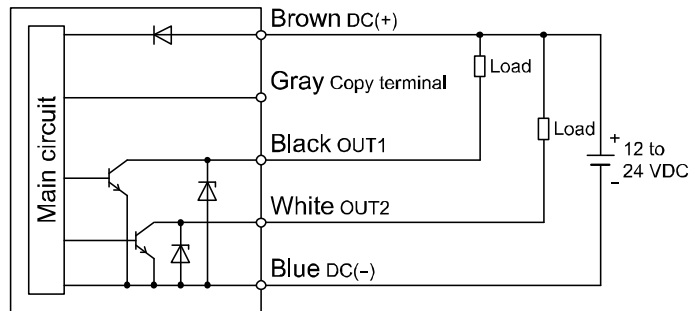 Main circuit
Brown DC(+)
Gray Copy terminal
Black OUT1
White OUT2
Blue DC(−)
Load
Load
+
12 to
24 VDC
−